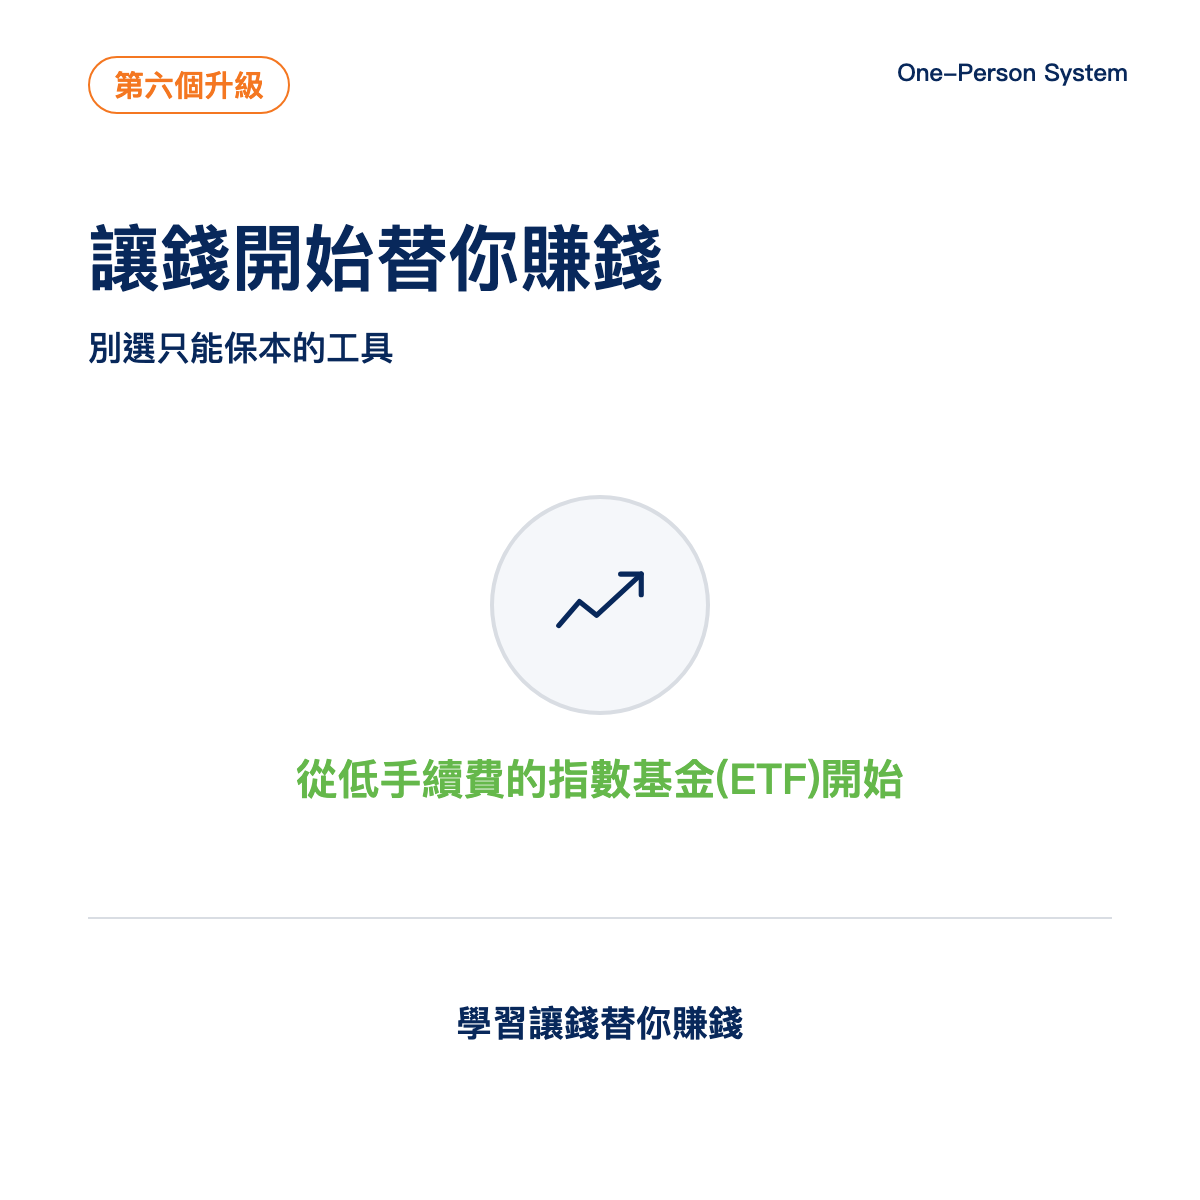 第六個升級
One–Person System
讓錢開始替你賺錢
別選只能保本的工具
從低手續費的指數基金(ETF)開始
學習讓錢替你賺錢